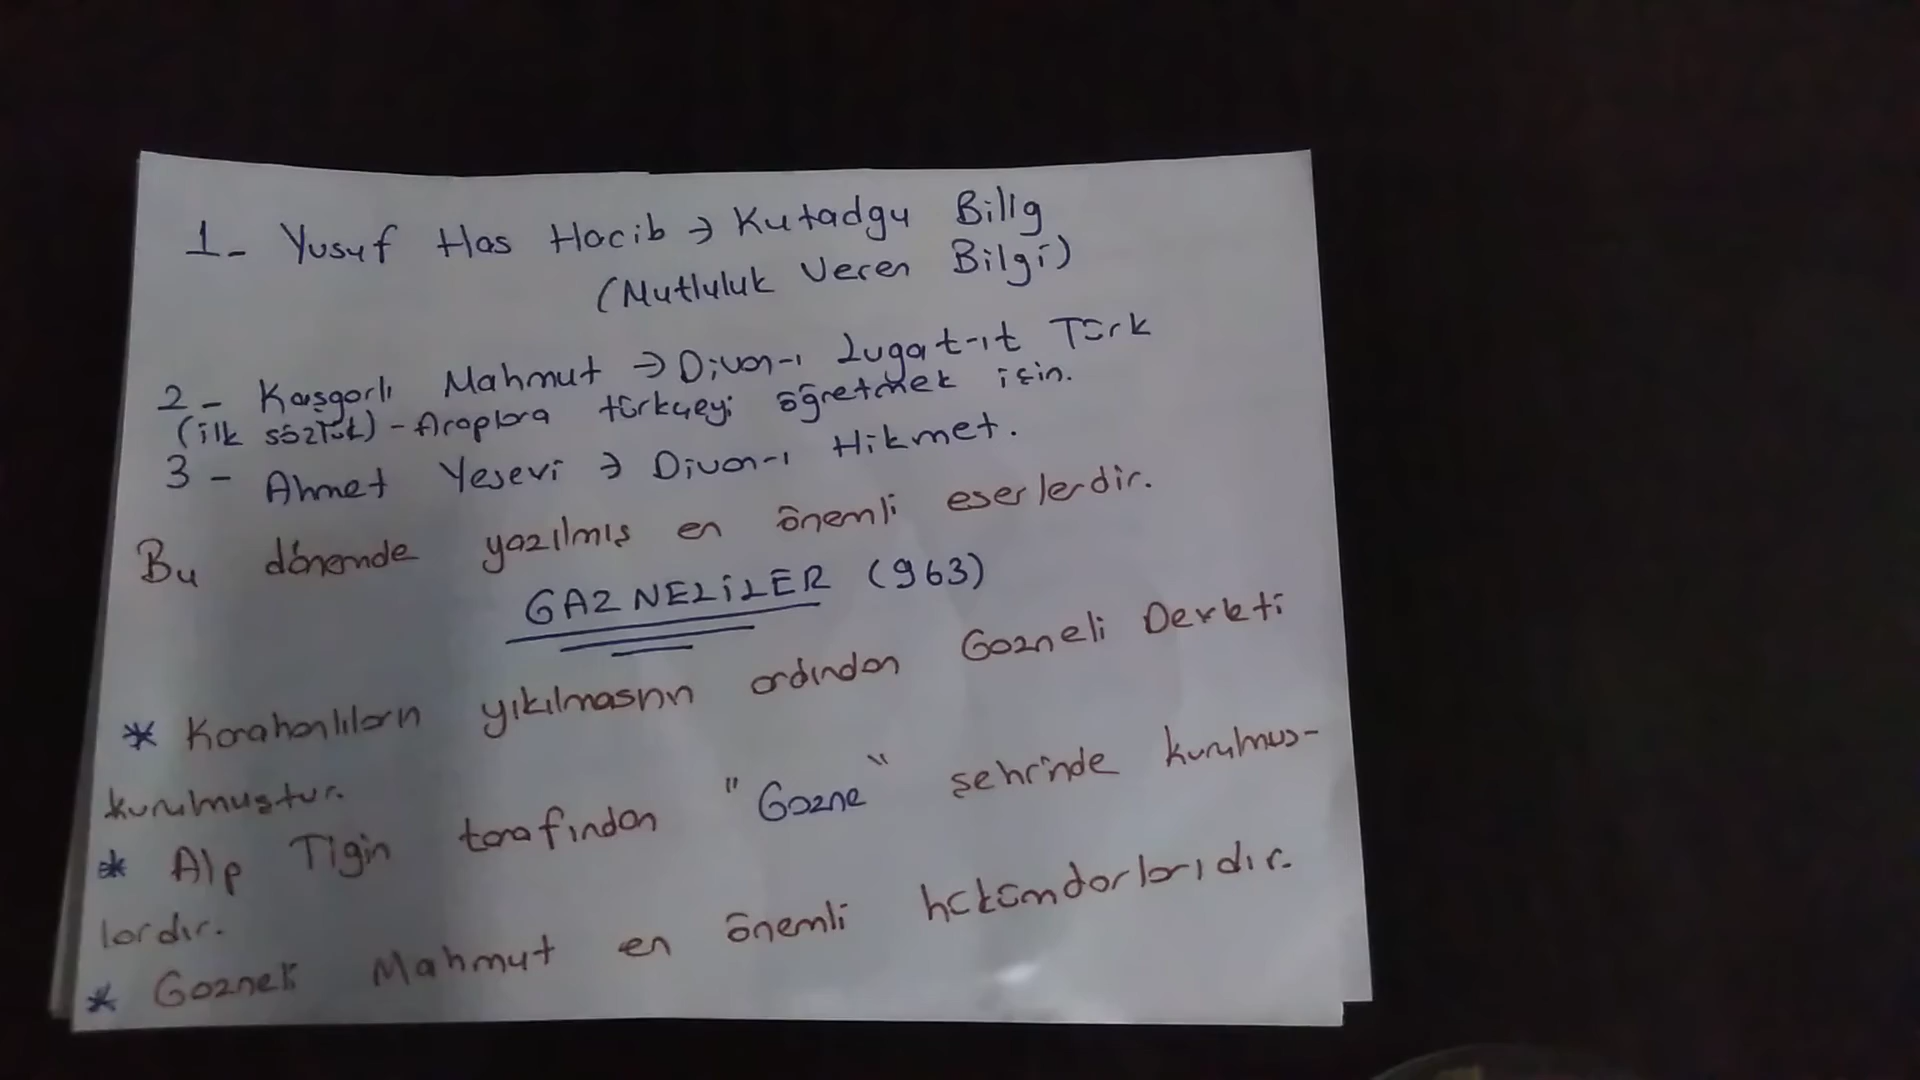 1- Yusuf Has Hacib → Kutadgu Bilig
(Mutluluk Veren Bilgi)
2- Kaşgarlı Mahmut → Divan-ı Lugat-ıt Türk
(ilk sözlük) - Araplara türkçeyi öğretmek için.
3- Ahmet Yesevi → Divan-ı Hikmet.
Bu dönemde yazılmış en önemli eserlerdir.
GAZNELİLER (963)
* Karahanlıların yıkılmasının ardından Gazneli Devleti
kurulmuştur.
* Alp Tigin tarafından "Gazne" şehrinde kurulmuş-
lardır.
* Gazneli Mahmut en önemli hükümdarlarıdır.